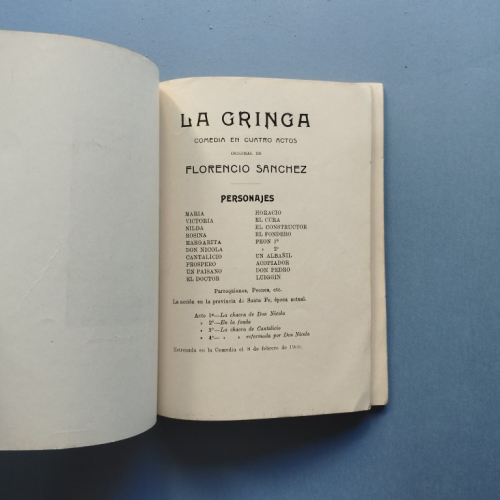 LA GRINGA
COMEDIA EN CUATRO ACTOS
ORIGINAL DE
FLORENCIO SANCHEZ
PERSONAJES
MARIA HORACIO
VICTORIA EL CURA
NILDA EL CONSTRUCTOR
ROSINA EL FONDERO
MARGARITA PEON 1º
DON NICOLA » 2º
CANTALICIO UN ALBAÑIL
PROSPERO ACOPIADOR
UN PAISANO DON PEDRO
EL DOCTOR LUIGGIN
Parroquianos, Peones, etc.
La acción en la provincia de Santa Fe, época actual.
Acto 1º—La chacra de Don Nicola
» 2º—En la fonda
» 3º—La chacra de Cantalicio
» 4º— » » reformada por Don Nicola
Estrenada en la Comedia el de febrero de